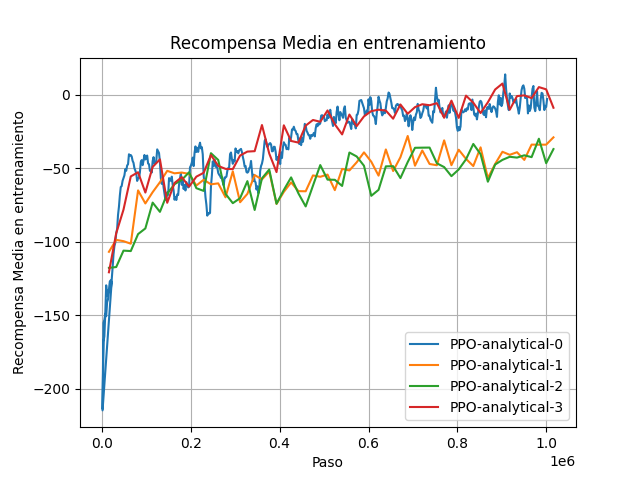 Recompensa Media en entrenamiento
Recompensa Media en entrenamiento
0
−50
−100
−150
−200
0.0 0.2 0.4 0.6 0.8 1.0
1e6
Paso
PPO-analytical-0
PPO-analytical-1
PPO-analytical-2
PPO-analytical-3